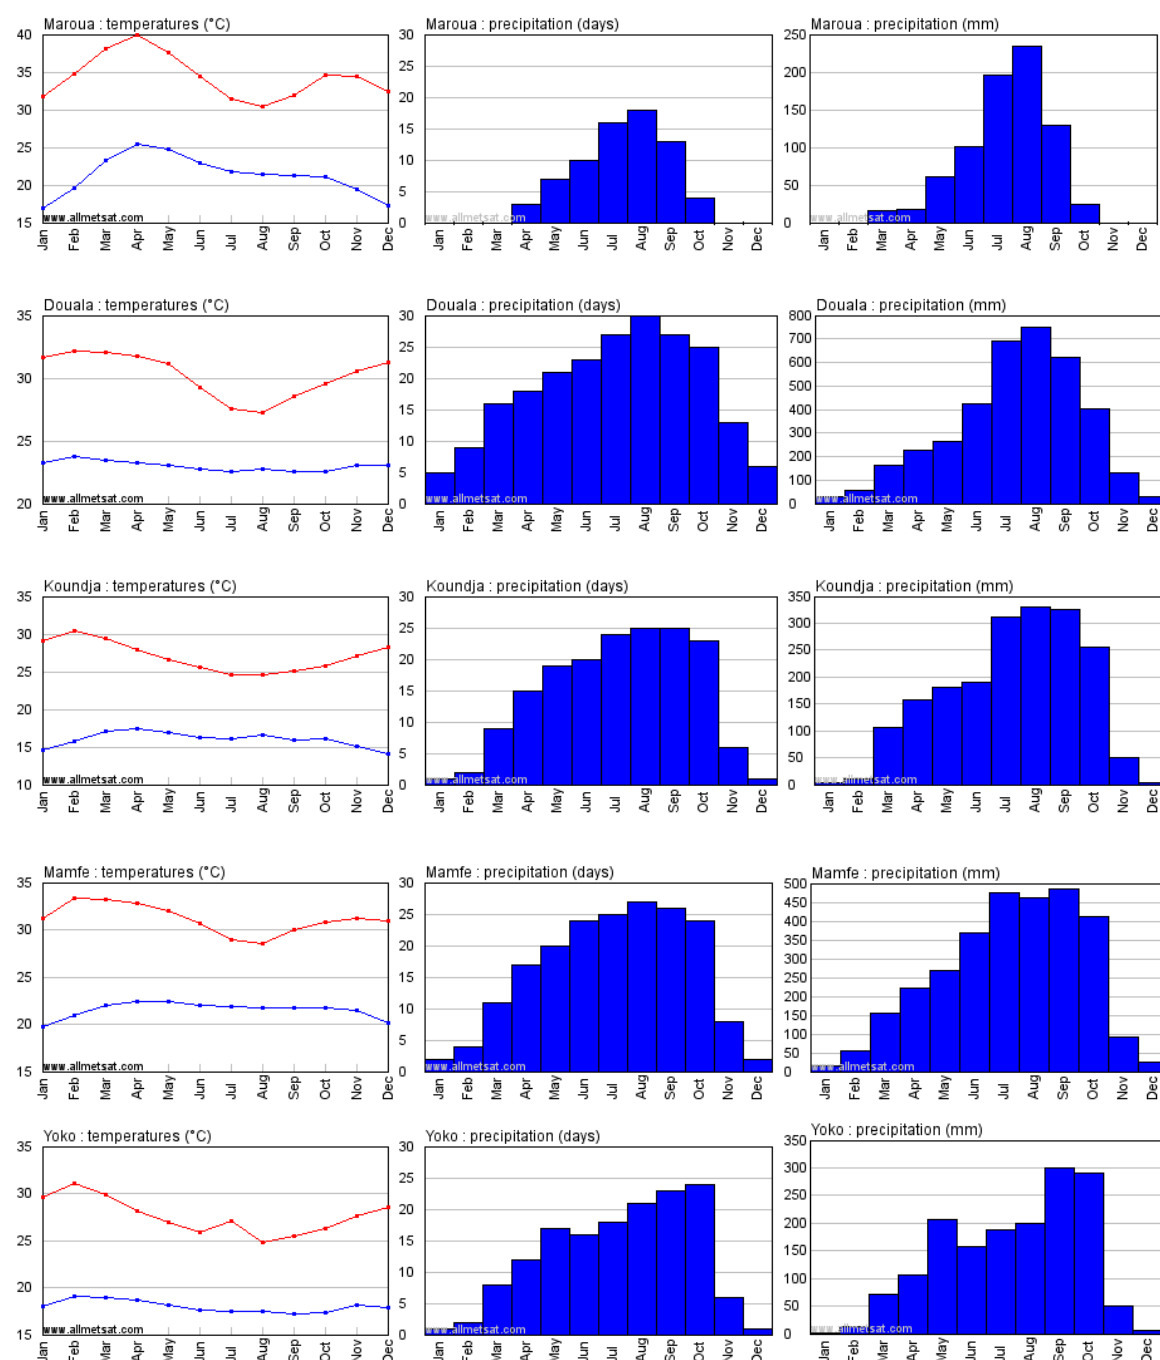 Maroua : temperatures (°C)
40
35
30
25
20
15
www.allmetsat.com
Jan Feb Mar Apr May Jun Jul Aug Sep Oct Nov Dec
Maroua : precipitation (days)
30
25
20
15
10
5
0
www.allmetsat.com
Jan Feb Mar Apr May Jun Jul Aug Sep Oct Nov Dec
Maroua : precipitation (mm)
250
200
150
100
50
0
www.allmetsat.com
Jan Feb Mar Apr May Jun Jul Aug Sep Oct Nov Dec
Douala : temperatures (°C)
35
30
25
20
www.allmetsat.com
Jan Feb Mar Apr May Jun Jul Aug Sep Oct Nov Dec
Douala : precipitation (days)
30
25
20
15
10
5
0
www.allmetsat.com
Jan Feb Mar Apr May Jun Jul Aug Sep Oct Nov Dec
Douala : precipitation (mm)
800
700
600
500
400
300
200
100
0
www.allmetsat.com
Jan Feb Mar Apr May Jun Jul Aug Sep Oct Nov Dec
Koundja : temperatures (°C)
35
30
25
20
15
10
www.allmetsat.com
Jan Feb Mar Apr May Jun Jul Aug Sep Oct Nov Dec
Koundja : precipitation (days)
30
25
20
15
10
5
0
www.allmetsat.com
Jan Feb Mar Apr May Jun Jul Aug Sep Oct Nov Dec
Koundja : precipitation (mm)
350
300
250
200
150
100
50
0
www.allmetsat.com
Jan Feb Mar Apr May Jun Jul Aug Sep Oct Nov Dec
Mamfe : temperatures (°C)
35
30
25
20
15
www.allmetsat.com
Jan Feb Mar Apr May Jun Jul Aug Sep Oct Nov Dec
Mamfe : precipitation (days)
30
25
20
15
10
5
0
www.allmetsat.com
Jan Feb Mar Apr May Jun Jul Aug Sep Oct Nov Dec
Mamfe : precipitation (mm)
500
450
400
350
300
250
200
150
100
50
0
www.allmetsat.com
Jan Feb Mar Apr May Jun Jul Aug Sep Oct Nov Dec
Yoko : temperatures (°C)
35
30
25
20
15
www.allmetsat.com
Jan Feb Mar Apr May Jun Jul Aug Sep Oct Nov Dec
Yoko : precipitation (days)
30
25
20
15
10
5
0
www.allmetsat.com
Jan Feb Mar Apr May Jun Jul Aug Sep Oct Nov Dec
Yoko : precipitation (mm)
350
300
250
200
150
100
50
0
www.allmetsat.com
Jan Feb Mar Apr May Jun Jul Aug Sep Oct Nov Dec